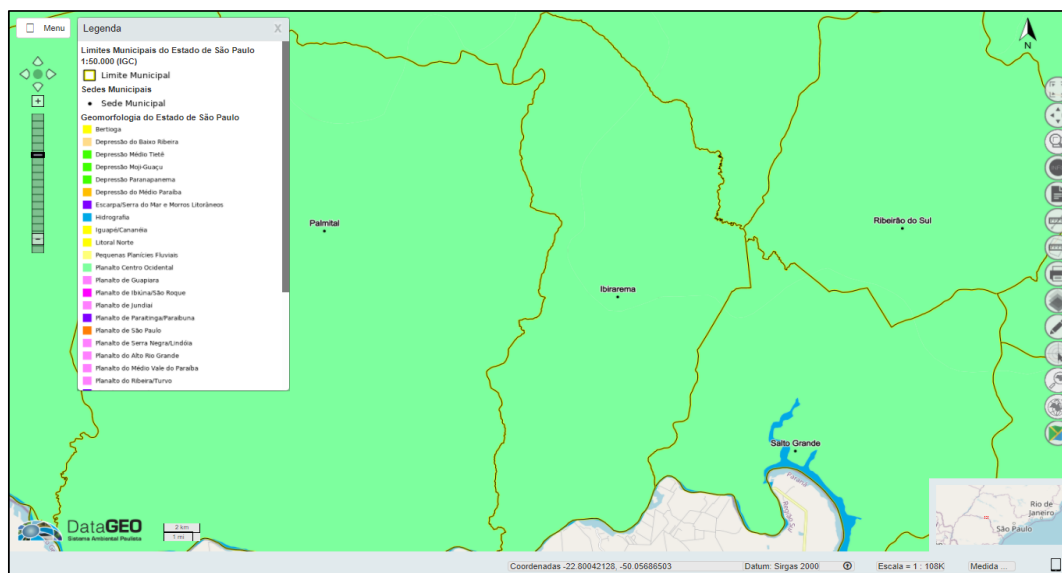 Menu
Legenda X
Limites Municipais do Estado de São Paulo
1:50.000 (IGC)
Limite Municipal
Sedes Municipais
Sede Municipal
Geomorfologia do Estado de São Paulo
Bertioga
Depressão do Baixo Ribeira
Depressão Médio Tietê
Depressão Moji-Guaçu
Depressão Paranapanema
Depressão do Médio Paraíba
Escarpa/Serra do Mar e Morros Litorâneos
Hidrografia
Iguapé/Cananéia
Litoral Norte
Pequenas Planícies Fluviais
Planalto Centro Ocidental
Planalto de Guapiara
Planalto de Ibiúna/São Roque
Planalto de Jundiaí
Planalto de Paraitinga/Paraibuna
Planalto de São Paulo
Planalto de Serra Negra/Lindóia
Planalto do Alto Rio Grande
Planalto do Médio Vale do Paraíba
Planalto do Ribeira/Turvo
N
Palmital
Ribeirão do Sul
Ibirarema
Salto Grande
Paraná
Região Sul
Rio de
Janeiro
São Paulo
DataGEO
Sistema Ambiental Paulista
2 km
1 mi
Coordenadas -22.80042128, -50.05686503 Datum: Sirgas 2000 Escala = 1 : 108K Medida ...